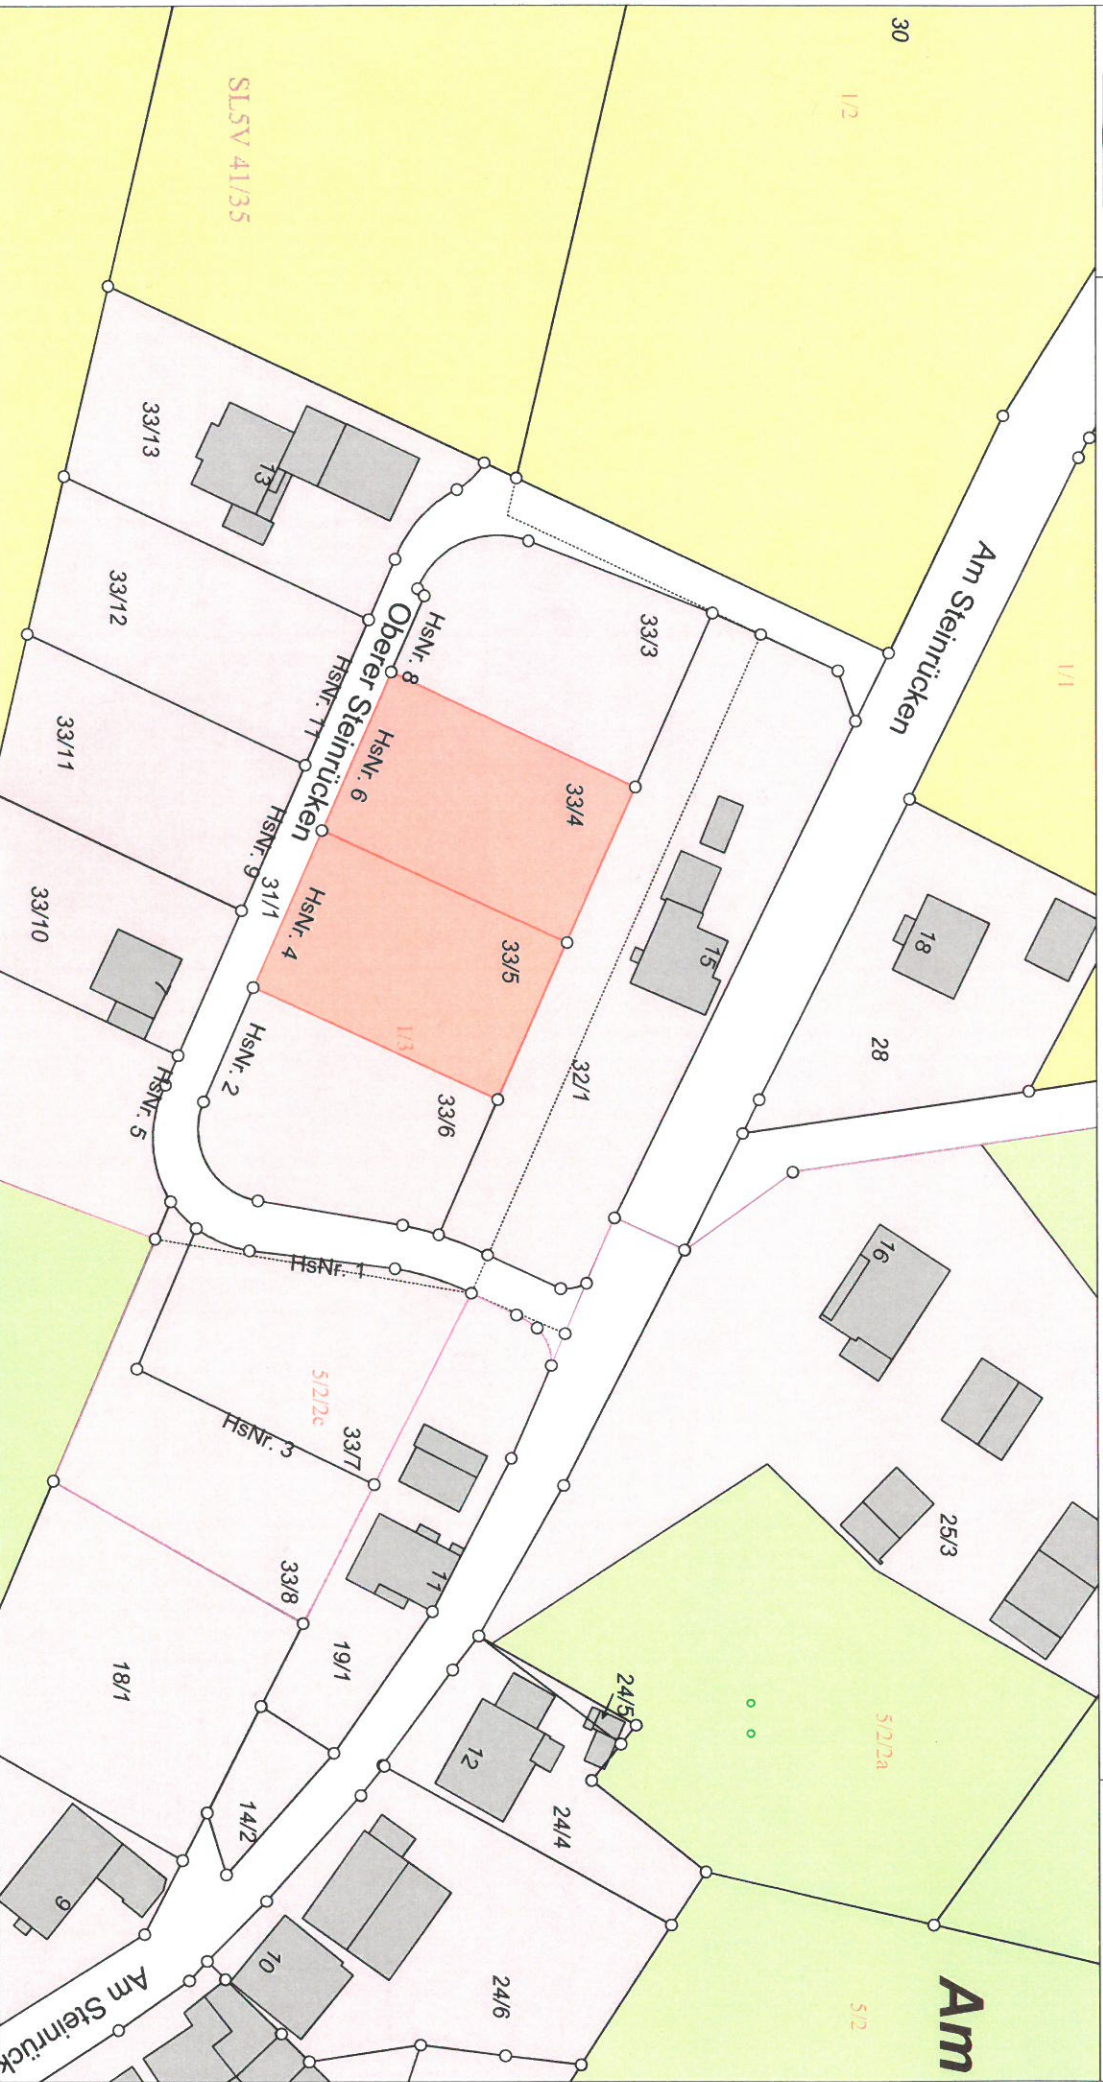 30
1/2
SLSV 41/35
Am Steinrücken
1/1
33/13
13
33/12
33/11
33/10
7
HsNr. 11
HsNr. 9
31/1
HsNr. 5
Oberer Steinrücken
HsNr. 8
HsNr. 6
HsNr. 4
HsNr. 2
33/3
33/4
33/5
1/3
33/6
32/1
15
18
28
16
25/3
HsNr. 1
5/2/2c
HsNr. 3
33/7
11
33/8
19/1
18/1
14/2
9
24/5
12
24/4
10
24/6
5/2/2a
5/2
Am
Am Steinrück